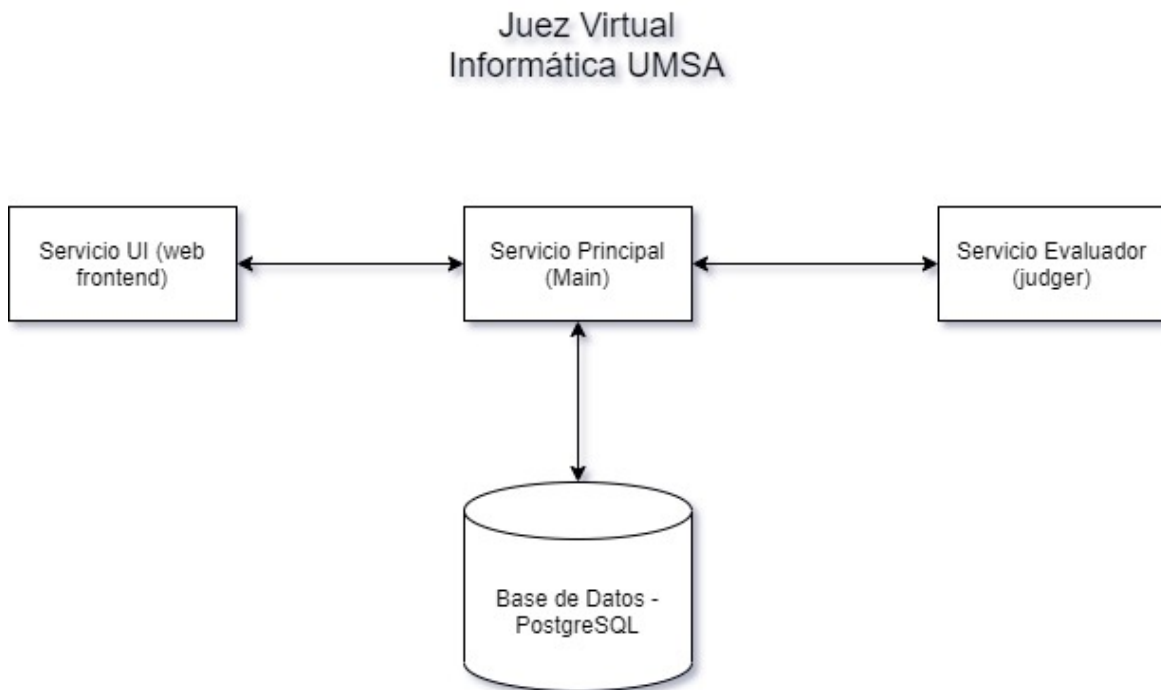 Juez Virtual
Informática UMSA
Servicio UI (web
frontend)
Servicio Principal
(Main)
Servicio Evaluador
(judger)
Base de Datos -
PostgreSQL